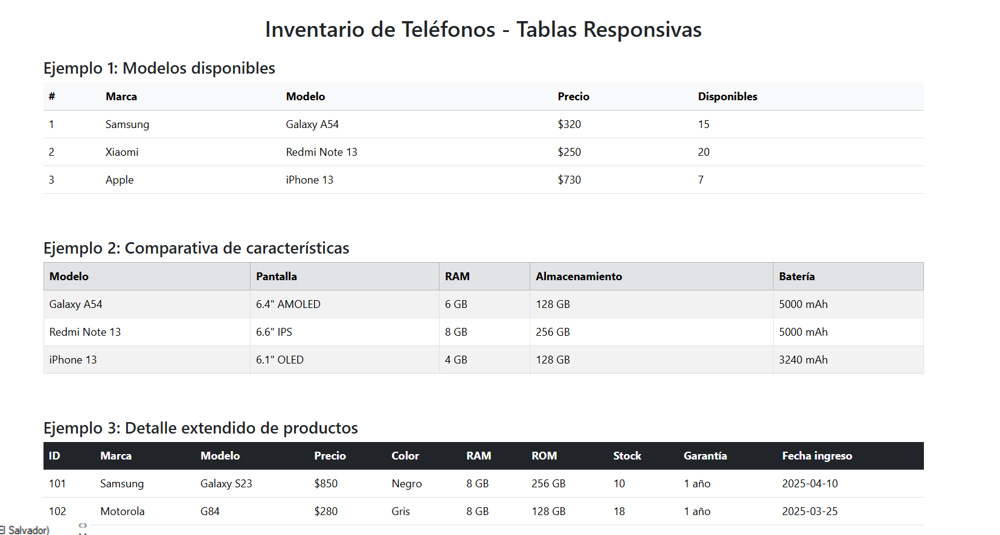 Inventario de Teléfonos - Tablas Responsivas
Ejemplo 1: Modelos disponibles
# Marca Modelo Precio Disponibles
1 Samsung Galaxy A54 $320 15
2 Xiaomi Redmi Note 13 $250 20
3 Apple iPhone 13 $730 7
Ejemplo 2: Comparativa de características
Modelo Pantalla RAM Almacenamiento Batería
Galaxy A54 6.4" AMOLED 6 GB 128 GB 5000 mAh
Redmi Note 13 6.6" IPS 8 GB 256 GB 5000 mAh
iPhone 13 6.1" OLED 4 GB 128 GB 3240 mAh
Ejemplo 3: Detalle extendido de productos
ID Marca Modelo Precio Color RAM ROM Stock Garantía Fecha ingreso
101 Samsung Galaxy S23 $850 Negro 8 GB 256 GB 10 1 año 2025-04-10
102 Motorola G84 $280 Gris 8 GB 128 GB 18 1 año 2025-03-25
El Salvador)